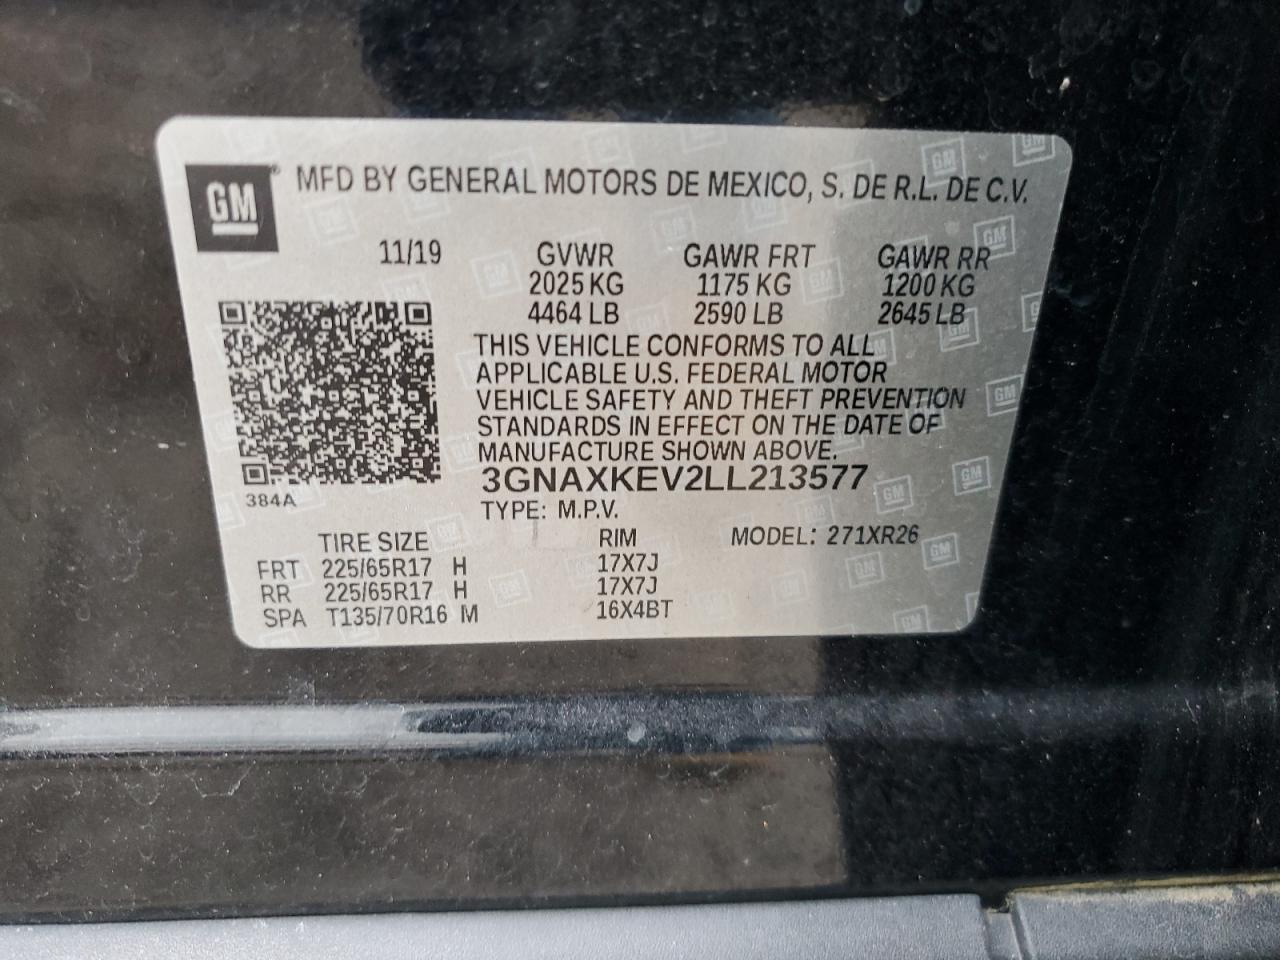 GM ® MFD BY GENERAL MOTORS DE MEXICO, S. DE R.L. DE C.V.
11/19 GVWR GAWR FRT GAWR RR
2025 KG 1175 KG 1200 KG
4464 LB 2590 LB 2645 LB
THIS VEHICLE CONFORMS TO ALL
APPLICABLE U.S. FEDERAL MOTOR
VEHICLE SAFETY AND THEFT PREVENTION
STANDARDS IN EFFECT ON THE DATE OF
MANUFACTURE SHOWN ABOVE.
3GNAXKEV2LL213577
384A
TYPE: M.P.V.
TIRE SIZE RIM MODEL: 271XR26
FRT 225/65R17 H 17X7J
RR 225/65R17 H 17X7J
SPA T135/70R16 M 16X4BT